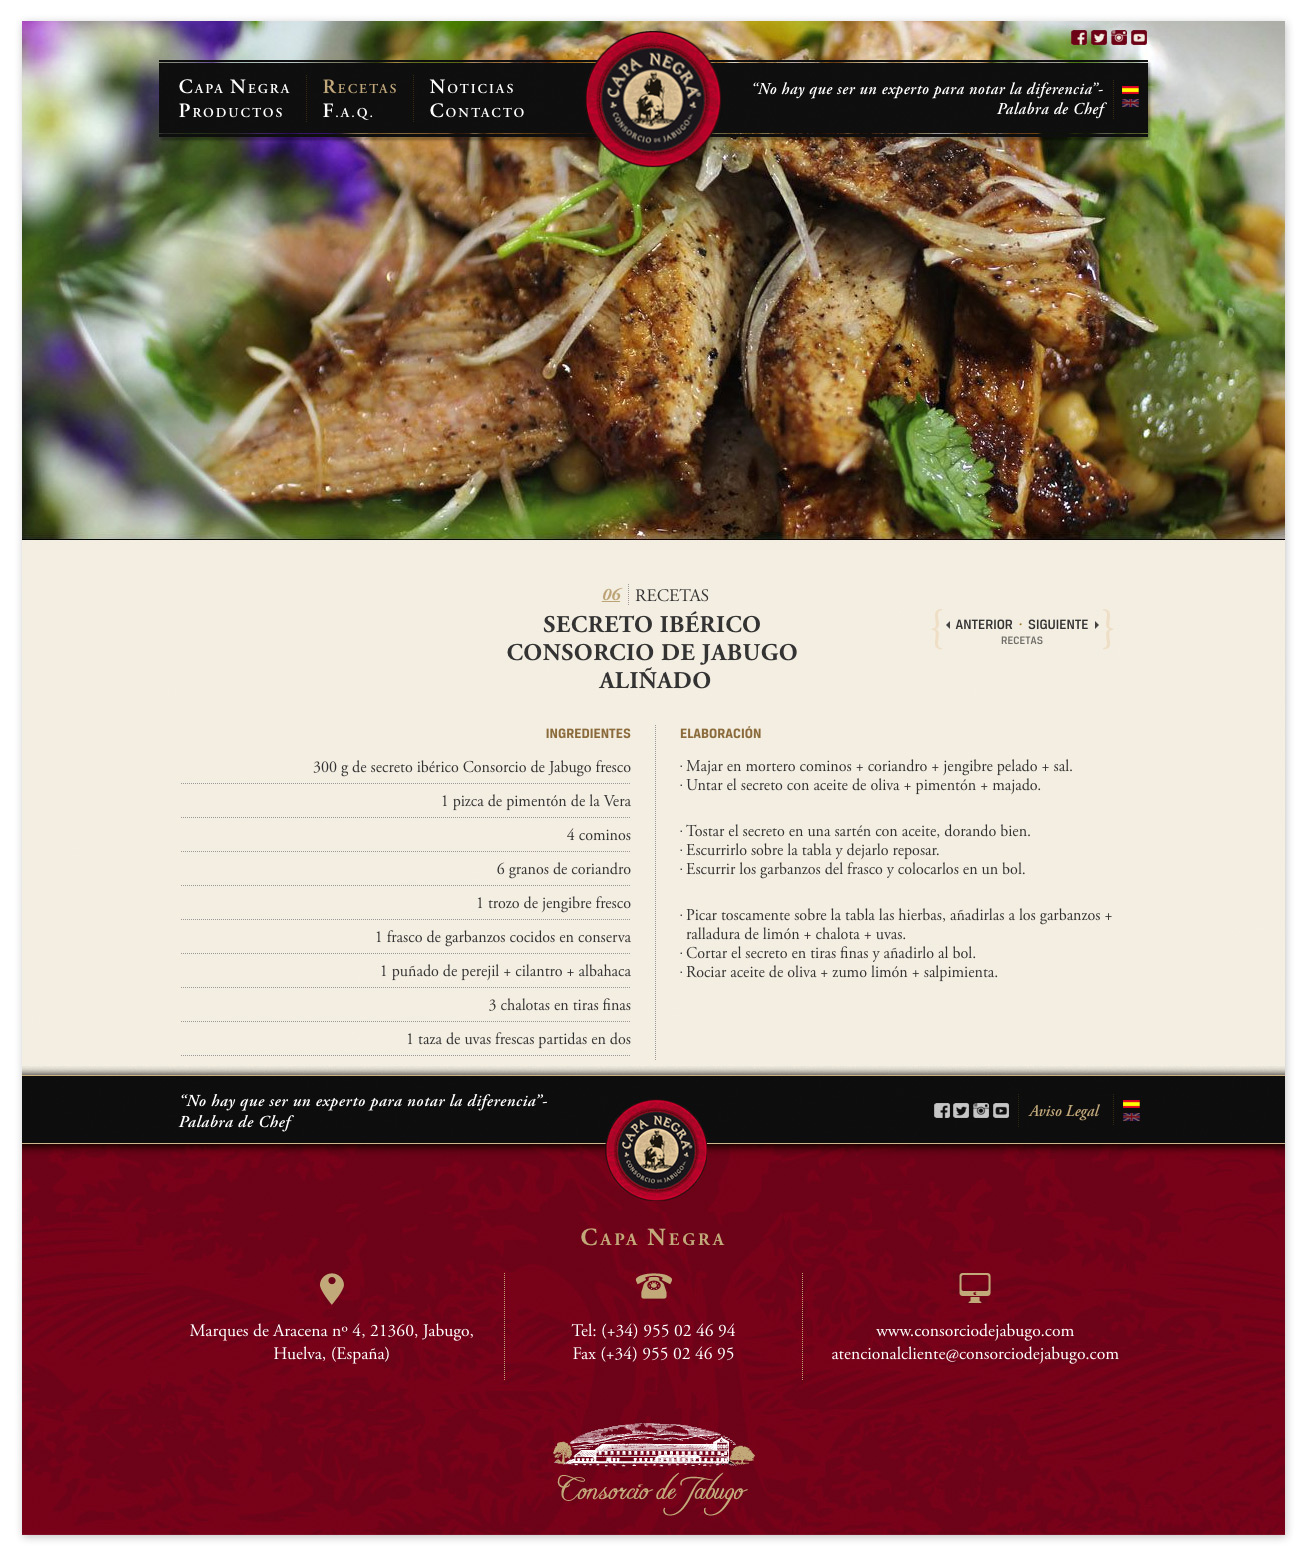 CAPA NEGRA
PRODUCTOS
RECETAS
F.A.Q.
NOTICIAS
CONTACTO
CAPA NEGRA
CONSORCIO DE JABUGO
“No hay que ser un experto para notar la diferencia”-
Palabra de Chef
06 RECETAS
SECRETO IBÉRICO
CONSORCIO DE JABUGO
ALIÑADO
ANTERIOR · SIGUIENTE
RECETAS
INGREDIENTES
300 g de secreto ibérico Consorcio de Jabugo fresco
1 pizca de pimentón de la Vera
4 cominos
6 granos de coriandro
1 trozo de jengibre fresco
1 frasco de garbanzos cocidos en conserva
1 puñado de perejil + cilantro + albahaca
3 chalotas en tiras finas
1 taza de uvas frescas partidas en dos
ELABORACIÓN
· Majar en mortero cominos + coriandro + jengibre pelado + sal.
· Untar el secreto con aceite de oliva + pimentón + majado.
· Tostar el secreto en una sartén con aceite, dorando bien.
· Escurrirlo sobre la tabla y dejarlo reposar.
· Escurrir los garbanzos del frasco y colocarlos en un bol.
· Picar toscamente sobre la tabla las hierbas, añadirlas a los garbanzos +
ralladura de limón + chalota + uvas.
· Cortar el secreto en tiras finas y añadirlo al bol.
· Rociar aceite de oliva + zumo limón + salpimienta.
“No hay que ser un experto para notar la diferencia”-
Palabra de Chef
CAPA NEGRA
CONSORCIO DE JABUGO
Aviso Legal
CAPA NEGRA
Marques de Aracena nº 4, 21360, Jabugo,
Huelva, (España)
Tel: (+34) 955 02 46 94
Fax (+34) 955 02 46 95
www.consorciodejabugo.com
atencionalcliente@consorciodejabugo.com
Consorcio de Jabugo